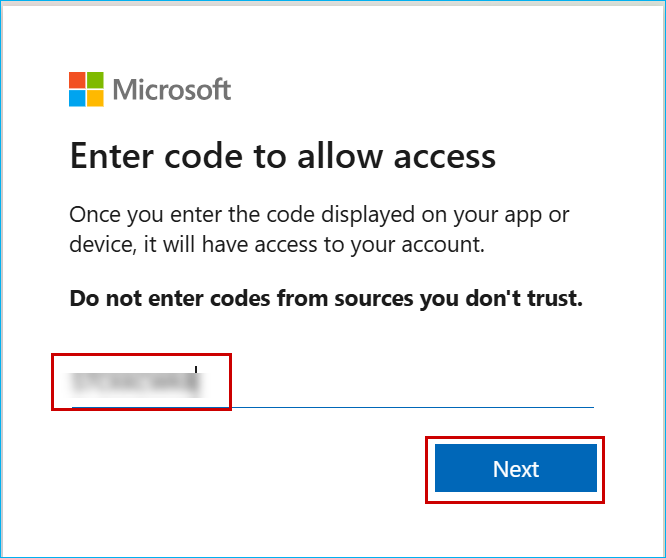 Microsoft
Enter code to allow access
Once you enter the code displayed on your app or
device, it will have access to your account.
Do not enter codes from sources you don't trust.
Next